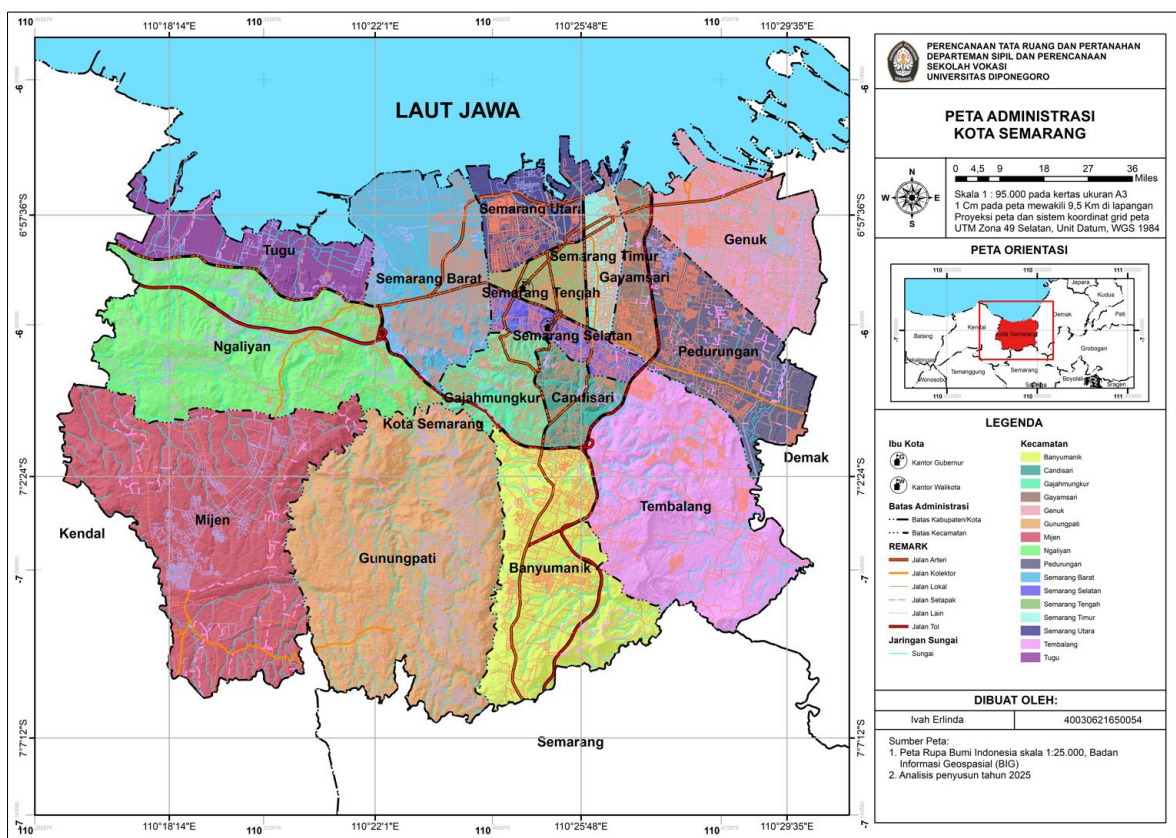 110°18'14"E
110°22'1"E
110°25'48"E
110°29'35"E
6°57'36"S
7°2'24"S
7°7'12"S
LAUT JAWA
Semarang Utara
Tugu
Genuk
Semarang Timur
Semarang Barat
Gayamsari
Semarang Tengah
Semarang Selatan
Ngaliyan
Pedurungan
Gajahmungkur
Candisari
Kota Semarang
Demak
Tembalang
Kendal
Mijen
Gunungpati
Banyumanik
Semarang
110°18'14"E
110°22'1"E
110°25'48"E
110°29'35"E
PERENCANAAN TATA RUANG DAN PERTANAHAN
DEPARTEMEN SIPIL DAN PERENCANAAN
SEKOLAH VOKASI
UNIVERSITAS DIPONEGORO
PETA ADMINISTRASI
KOTA SEMARANG
N
W E
S
0 4,5 9 18 27 36
Miles
Skala 1 : 95.000 pada kertas ukuran A3
1 Cm pada peta mewakili 9,5 Km di lapangan
Proyeksi peta dan sistem koordinat grid peta
UTM Zona 49 Selatan, Unit Datum, WGS 1984
PETA ORIENTASI
Jepara
Kudus
Demak
Pati
Kendal
Kota Semarang
Batang
Grobogan
Pekalongan
Temanggung
Semarang
Wonosobo
Boyolali
Sragen
LEGENDA
Ibu Kota
Kantor Gubernur
Kantor Walikota
Batas Administrasi
Batas Kabupaten/Kota
Batas Kecamatan
REMARK
Jalan Arteri
Jalan Kolektor
Jalan Lokal
Jalan Setapak
Jalan Lain
Jalan Tol
Jaringan Sungai
Sungai
Kecamatan
Banyumanik
Candisari
Gajahmungkur
Gayamsari
Genuk
Gunungpati
Mijen
Ngaliyan
Pedurungan
Semarang Barat
Semarang Selatan
Semarang Tengah
Semarang Timur
Semarang Utara
Tembalang
Tugu
DIBUAT OLEH:
Ivah Erlinda 40030621650054
Sumber Peta:
1. Peta Rupa Bumi Indonesia skala 1:25.000, Badan
Informasi Geospasial (BIG)
2. Analisis penyusun tahun 2025